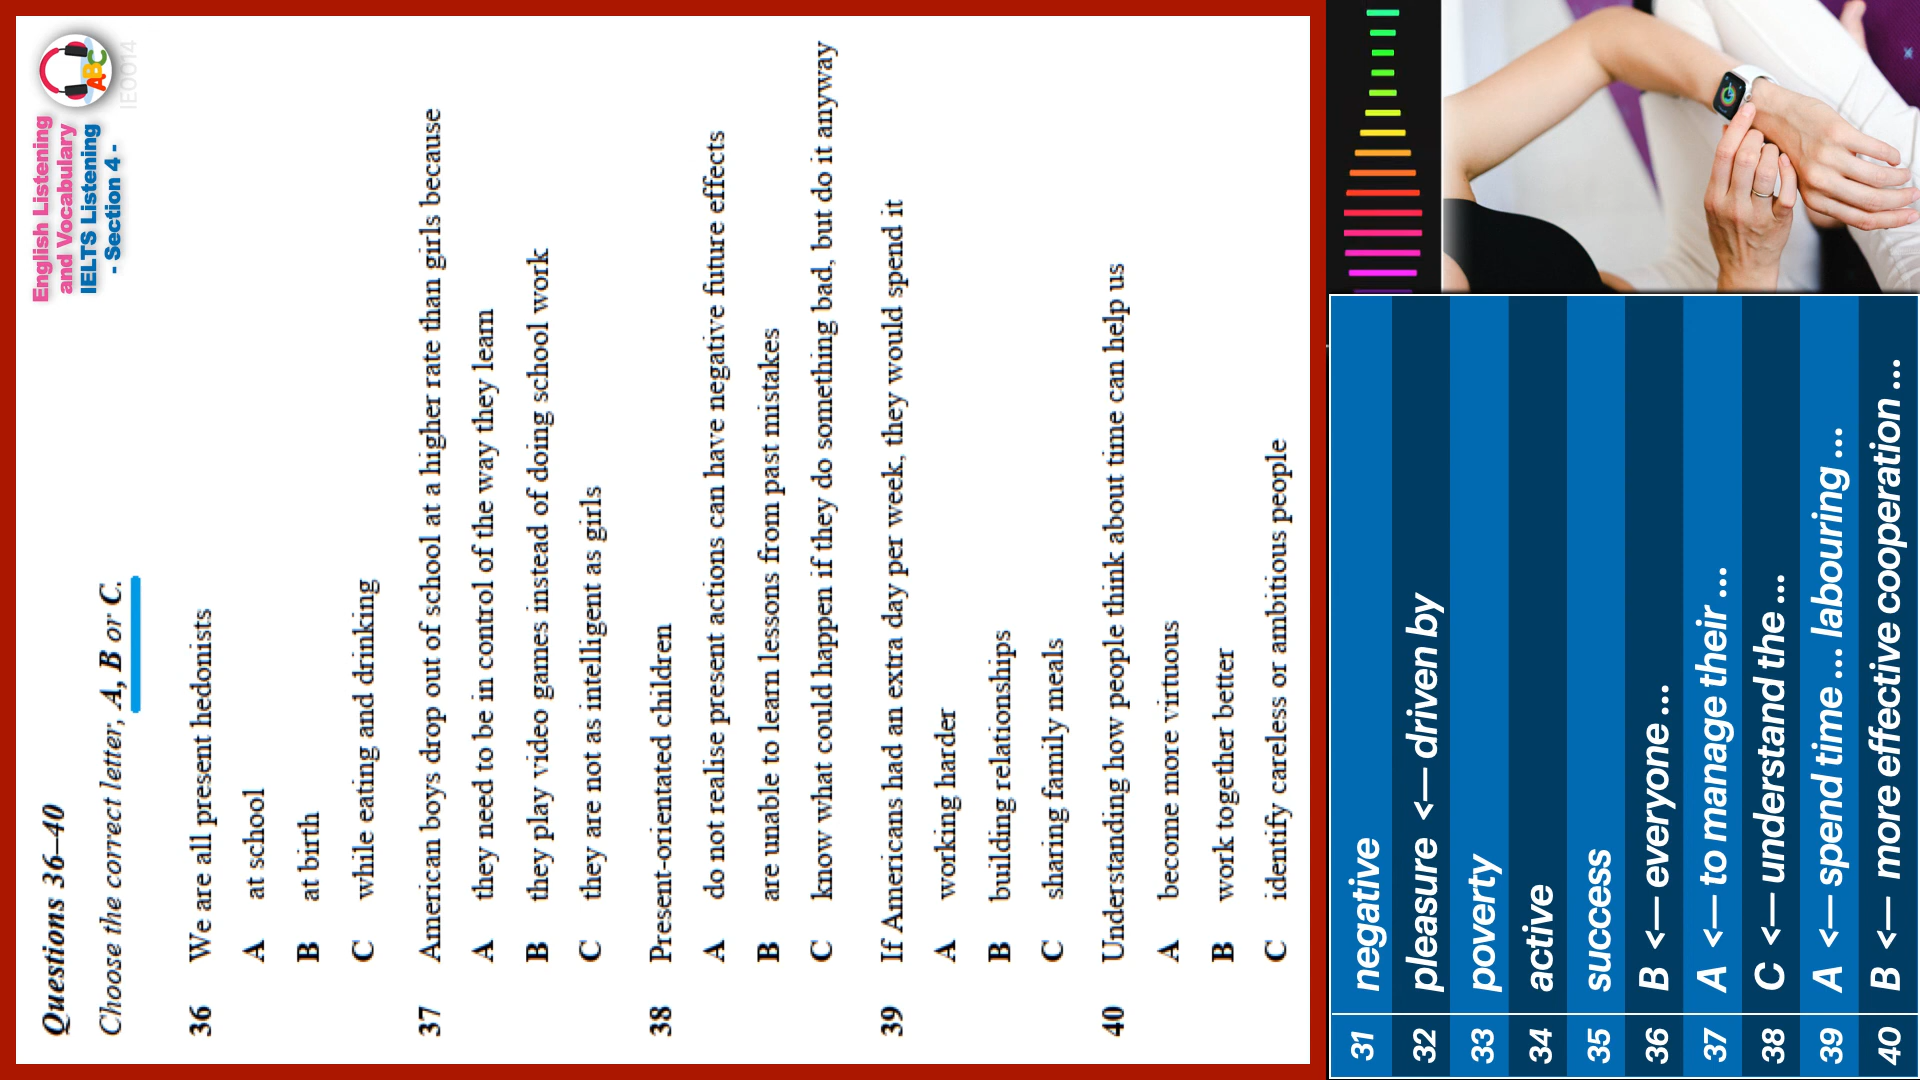 English Listening
and Vocabulary
IELTS Listening
- Section 4 -
ABC
IE0014
Questions 36–40
Choose the correct letter, A, B or C.
36 We are all present hedonists
A at school
B at birth
C while eating and drinking
37 American boys drop out of school at a higher rate than girls because
A they need to be in control of the way they learn
B they play video games instead of doing school work
C they are not as intelligent as girls
38 Present-orientated children
A do not realise present actions can have negative future effects
B are unable to learn lessons from past mistakes
C know what could happen if they do something bad, but do it anyway
39 If Americans had an extra day per week, they would spend it
A working harder
B building relationships
C sharing family meals
40 Understanding how people think about time can help us
A become more virtuous
B work together better
C identify careless or ambitious people
31 negative
32 pleasure <— driven by
33 poverty
34 active
35 success
36 B <— everyone ...
37 A <— to manage their ...
38 C <— understand the ...
39 A <— spend time ... labouring ...
40 B <— more effective cooperation ...